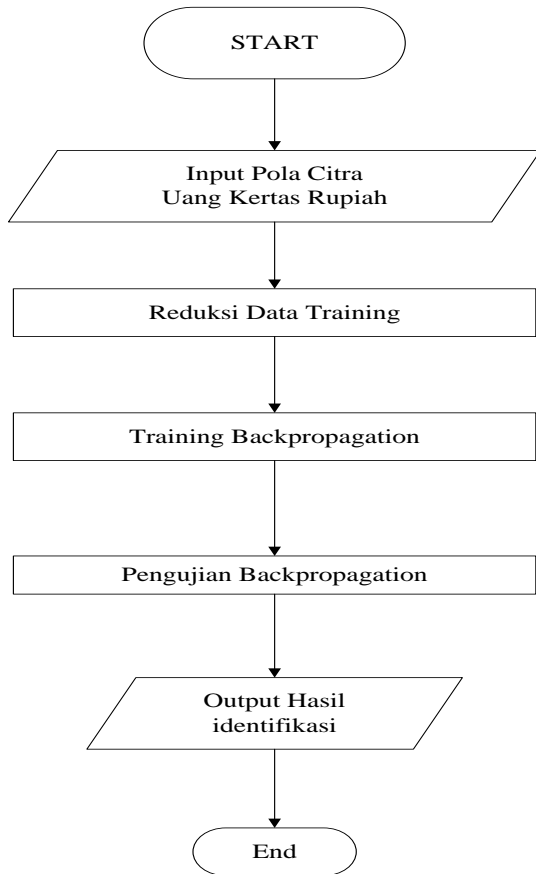 START
Input Pola Citra
Uang Kertas Rupiah
Reduksi Data Training
Training Backpropagation
Pengujian Backpropagation
Output Hasil
identifikasi
End